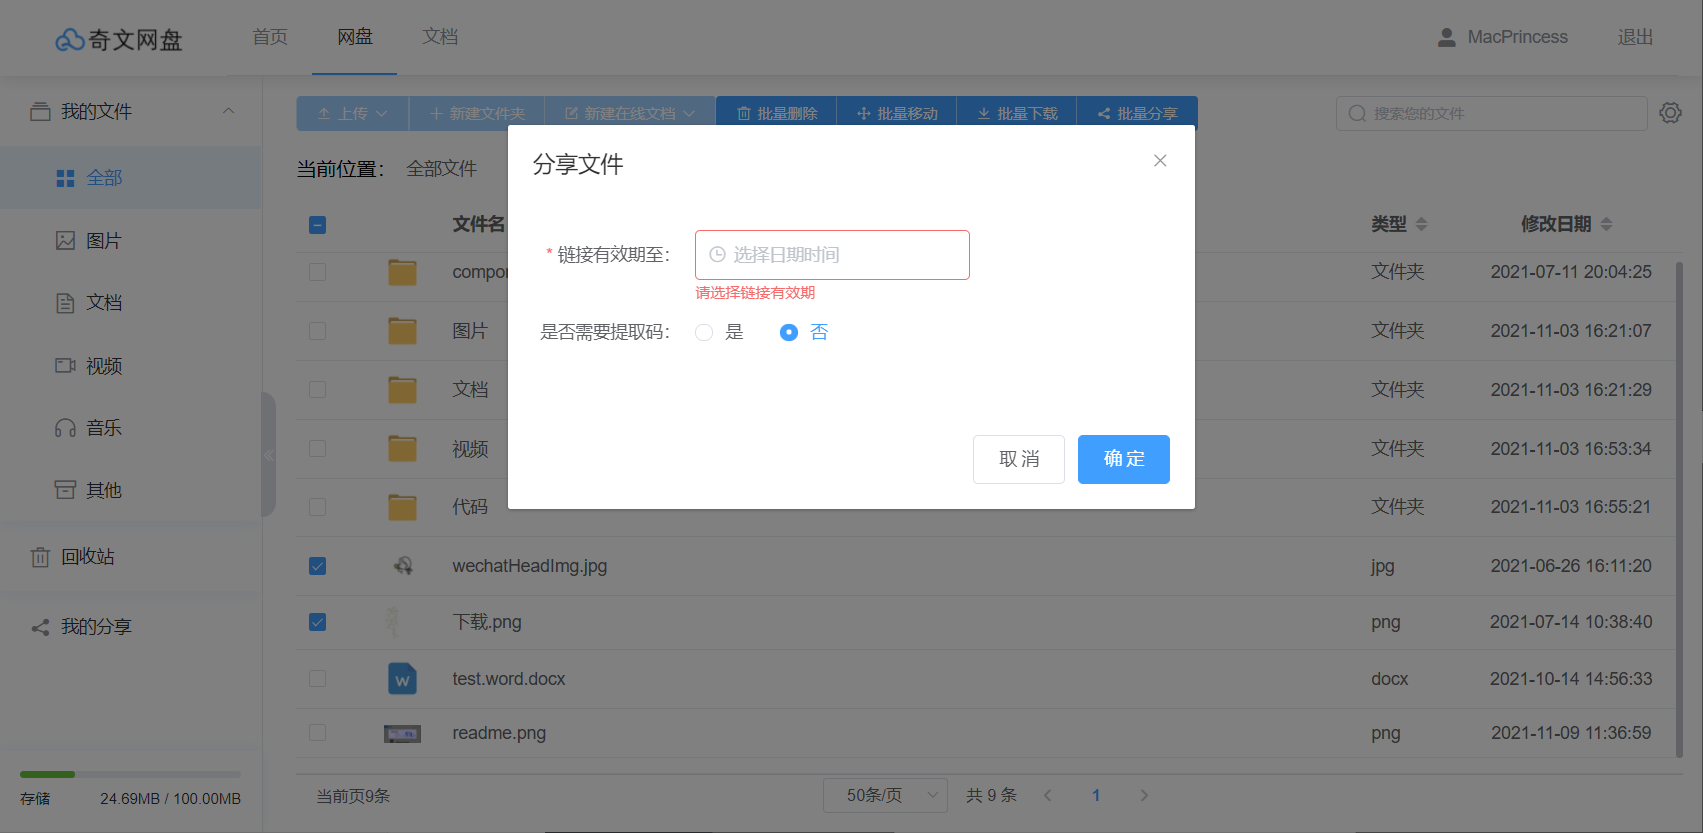 奇文网盘
首页
网盘
文档
MacPrincess
退出
我的文件
全部
图片
文档
视频
音乐
其他
回收站
我的分享
存储 24.69MB / 100.00MB
上传
新建文件夹
新建在线文档
批量删除
批量移动
批量下载
批量分享
搜索您的文件
当前位置： 全部文件
文件名 类型 修改日期
分享文件
* 链接有效期至： 选择日期时间
请选择链接有效期
是否需要提取码： 是 否
取消 确定
文件夹 2021-07-11 20:04:25
图片 文件夹 2021-11-03 16:21:07
文档 文件夹 2021-11-03 16:21:29
视频 文件夹 2021-11-03 16:53:34
代码 文件夹 2021-11-03 16:55:21
wechatHeadImg.jpg jpg 2021-06-26 16:11:20
下载.png png 2021-07-14 10:38:40
W test.word.docx docx 2021-10-14 14:56:33
readme.png png 2021-11-09 11:36:59
当前页9条 50条/页 共 9 条 1